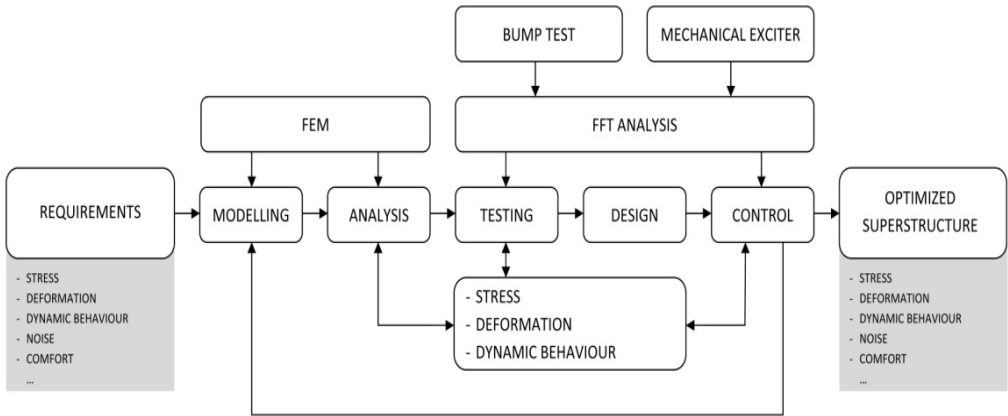 BUMP TEST
MECHANICAL EXCITER
FEM
FFT ANALYSIS
REQUIREMENTS
MODELLING
ANALYSIS
TESTING
DESIGN
CONTROL
OPTIMIZED
SUPERSTRUCTURE
- STRESS
- DEFORMATION
- DYNAMIC BEHAVIOUR
- NOISE
- COMFORT
...
- STRESS
- DEFORMATION
- DYNAMIC BEHAVIOUR
- STRESS
- DEFORMATION
- DYNAMIC BEHAVIOUR
- NOISE
- COMFORT
...